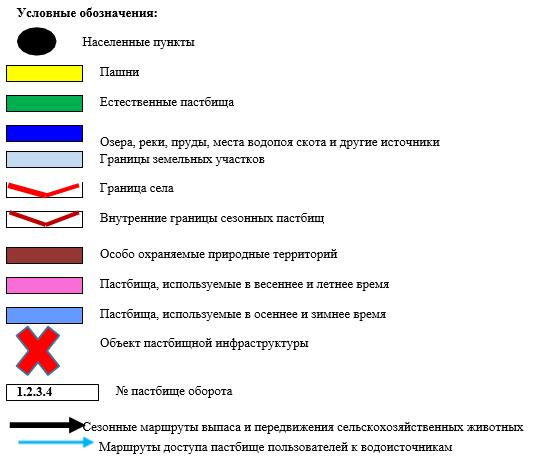 Условные обозначения:
Населенные пункты
Пашни
Естественные пастбища
Озера, реки, пруды, места водопоя скота и другие источники
Границы земельных участков
Граница села
Внутренние границы сезонных пастбищ
Особо охраняемые природные территорий
Пастбища, используемые в весеннее и летнее время
Пастбища, используемые в осеннее и зимнее время
Объект пастбищной инфраструктуры
1.2.3.4 № пастбище оборота
Сезонные маршруты выпаса и передвижения сельскохозяйственных животных
Маршруты доступа пастбище пользователей к водоисточникам